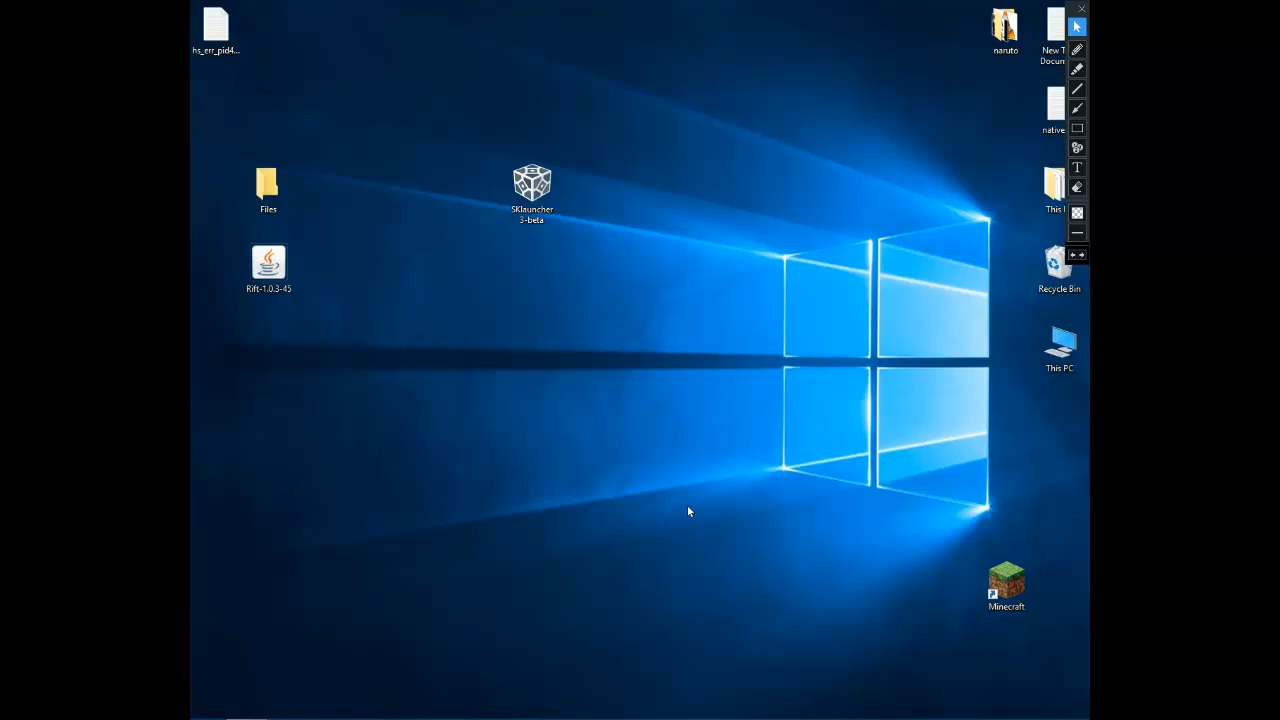 hs_err_pid4...
naruto
New T
Docum
native
Files
SKlauncher
3-beta
This
Rift-1.0.3-45
Recycle Bin
This PC
Minecraft
T